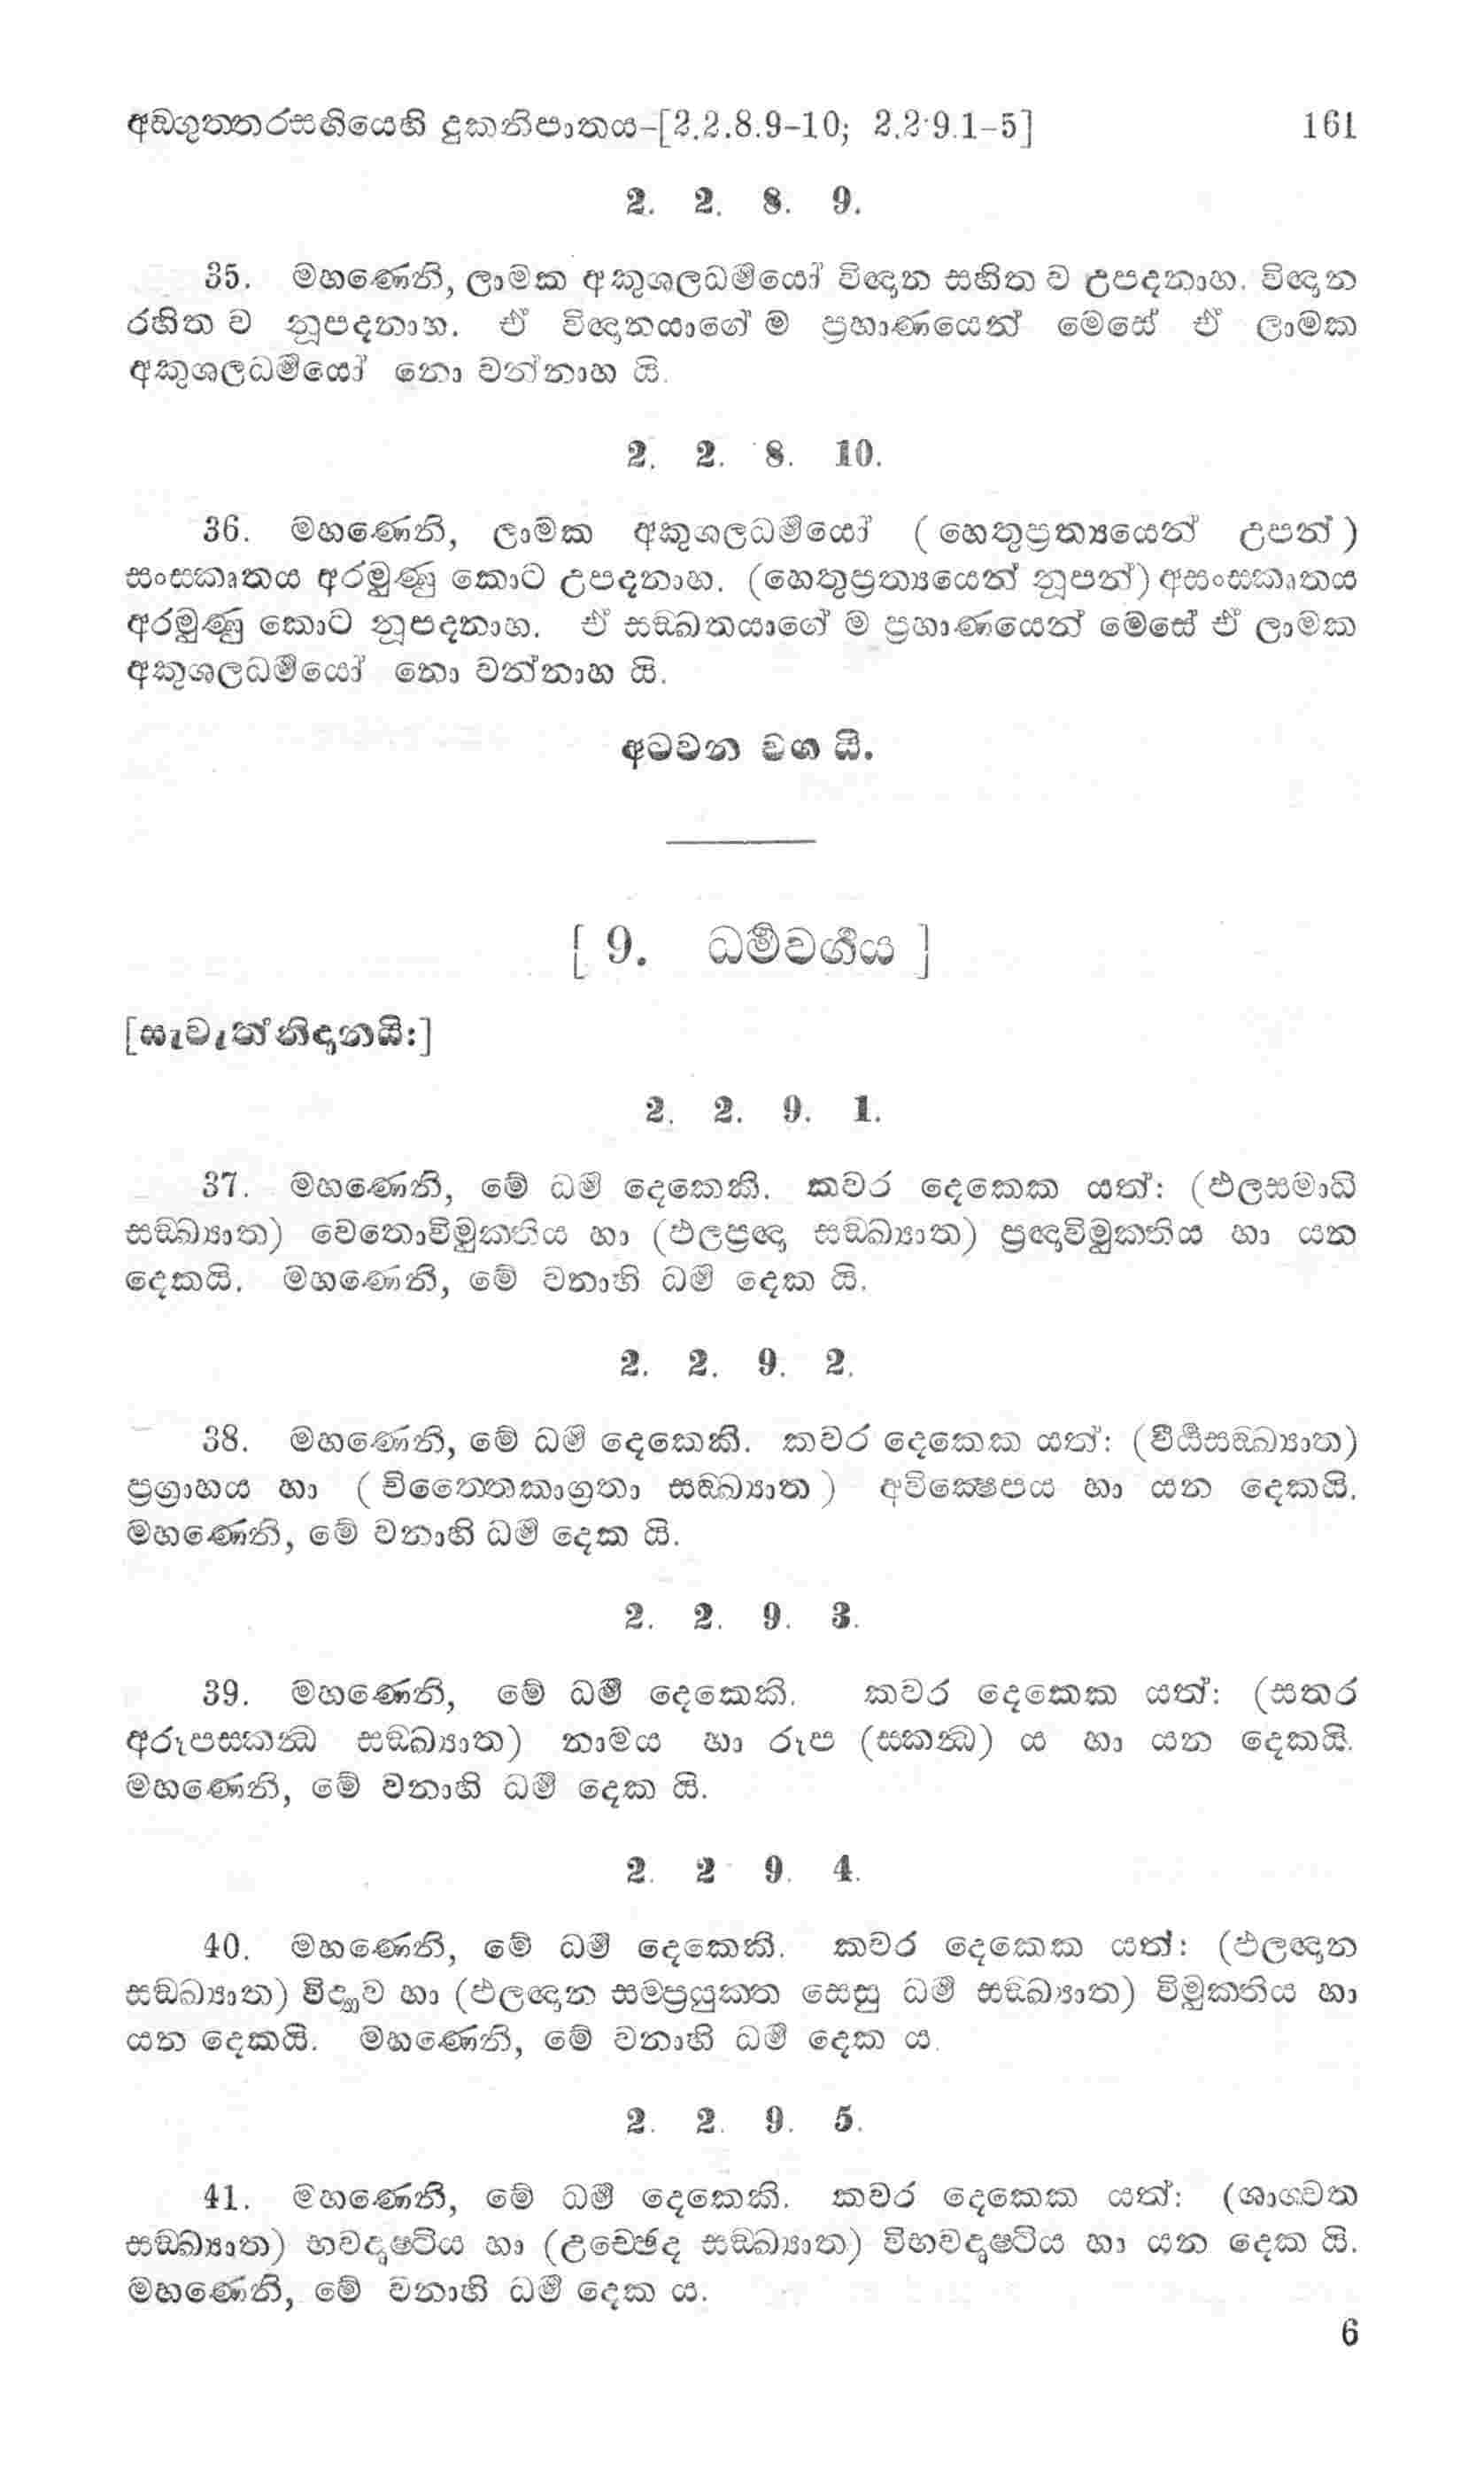 අඞ්ගුත්තරසඟියෙහි දුකනිපාතය-[2.2.8.9-10; 2.2.9.1-5] 161
2. 2. 8. 9.
35. මහණෙනි, ලාමක අකුශලධර්මයෝ විඥාන සහිත ව උපදනාහ. විඥාන
රහිත ව නූපදනාහ. ඒ විඥානයාගේ ම ප්‍රහාණයෙන් මෙසේ ඒ ලාමක
අකුශලධර්මයෝ නො වන්නාහ යි.
2. 2. 8. 10.
36. මහණෙනි, ලාමක අකුශලධර්මයෝ (හෙතුප්‍රත්‍යයෙන් උපන්)
සංස්කෘතය අරමුණු කොට උපදනාහ. (හෙතුප්‍රත්‍යයෙන් නූපන්) අසංස්කෘතය
අරමුණු කොට නූපදනාහ. ඒ සඞ්ඛතයාගේ ම ප්‍රහාණයෙන් මෙසේ ඒ ලාමක
අකුශලධර්මයෝ නො වන්නාහ යි.
අටවන වග යි.
[ 9. ධර්මවර්ගය ]
[සැවැත්නිදානයි:]
2. 2. 9. 1.
37. මහණෙනි, මේ ධර්ම දෙකෙකි. කවර දෙකෙක යත්: (ඵලසමාධි
සඞ්ඛ්‍යාත) චෙතොවිමුක්තිය හා (ඵලප්‍රඥා සඞ්ඛ්‍යාත) ප්‍රඥාවිමුක්තිය හා යන
දෙකයි. මහණෙනි, මේ වනාහි ධර්ම දෙක යි.
2. 2. 9. 2.
38. මහණෙනි, මේ ධර්ම දෙකෙකි. කවර දෙකෙක යත්: (වීර්‍ය්‍යසඞ්ඛ්‍යාත)
ප්‍රග්‍රාහය හා (චිත්තෛකාග්‍රතා සඞ්ඛ්‍යාත) අවික්ෂෙපය හා යන දෙකයි.
මහණෙනි, මේ වනාහි ධර්ම දෙක යි.
2. 2. 9. 3.
39. මහණෙනි, මේ ධර්ම දෙකෙකි. කවර දෙකෙක යත්: (සතර
අරූපස්කන්ධ සඞ්ඛ්‍යාත) නාමය හා රූප (ස්කන්ධ) ය හා යන දෙකයි.
මහණෙනි, මේ වනාහි ධර්ම දෙක යි.
2. 2 9. 4.
40. මහණෙනි, මේ ධර්ම දෙකෙකි. කවර දෙකෙක යත්: (ඵලඥාන
සඞ්ඛ්‍යාත) විද්‍යාව හා (ඵලඥාන සම්ප්‍රයුක්ත සෙසු ධර්ම සඞ්ඛ්‍යාත) විමුක්තිය හා
යන දෙකයි. මහණෙනි, මේ වනාහි ධර්ම දෙක ය.
2. 2. 9. 5.
41. මහණෙනි, මේ ධර්ම දෙකෙකි. කවර දෙකෙක යත්: (ශාශ්වත
සඞ්ඛ්‍යාත) භවදෘෂ්ටිය හා (උච්ඡෙද සඞ්ඛ්‍යාත) විභවදෘෂ්ටිය හා යන දෙක යි.
මහණෙනි, මේ වනාහි ධර්ම දෙක ය.
6